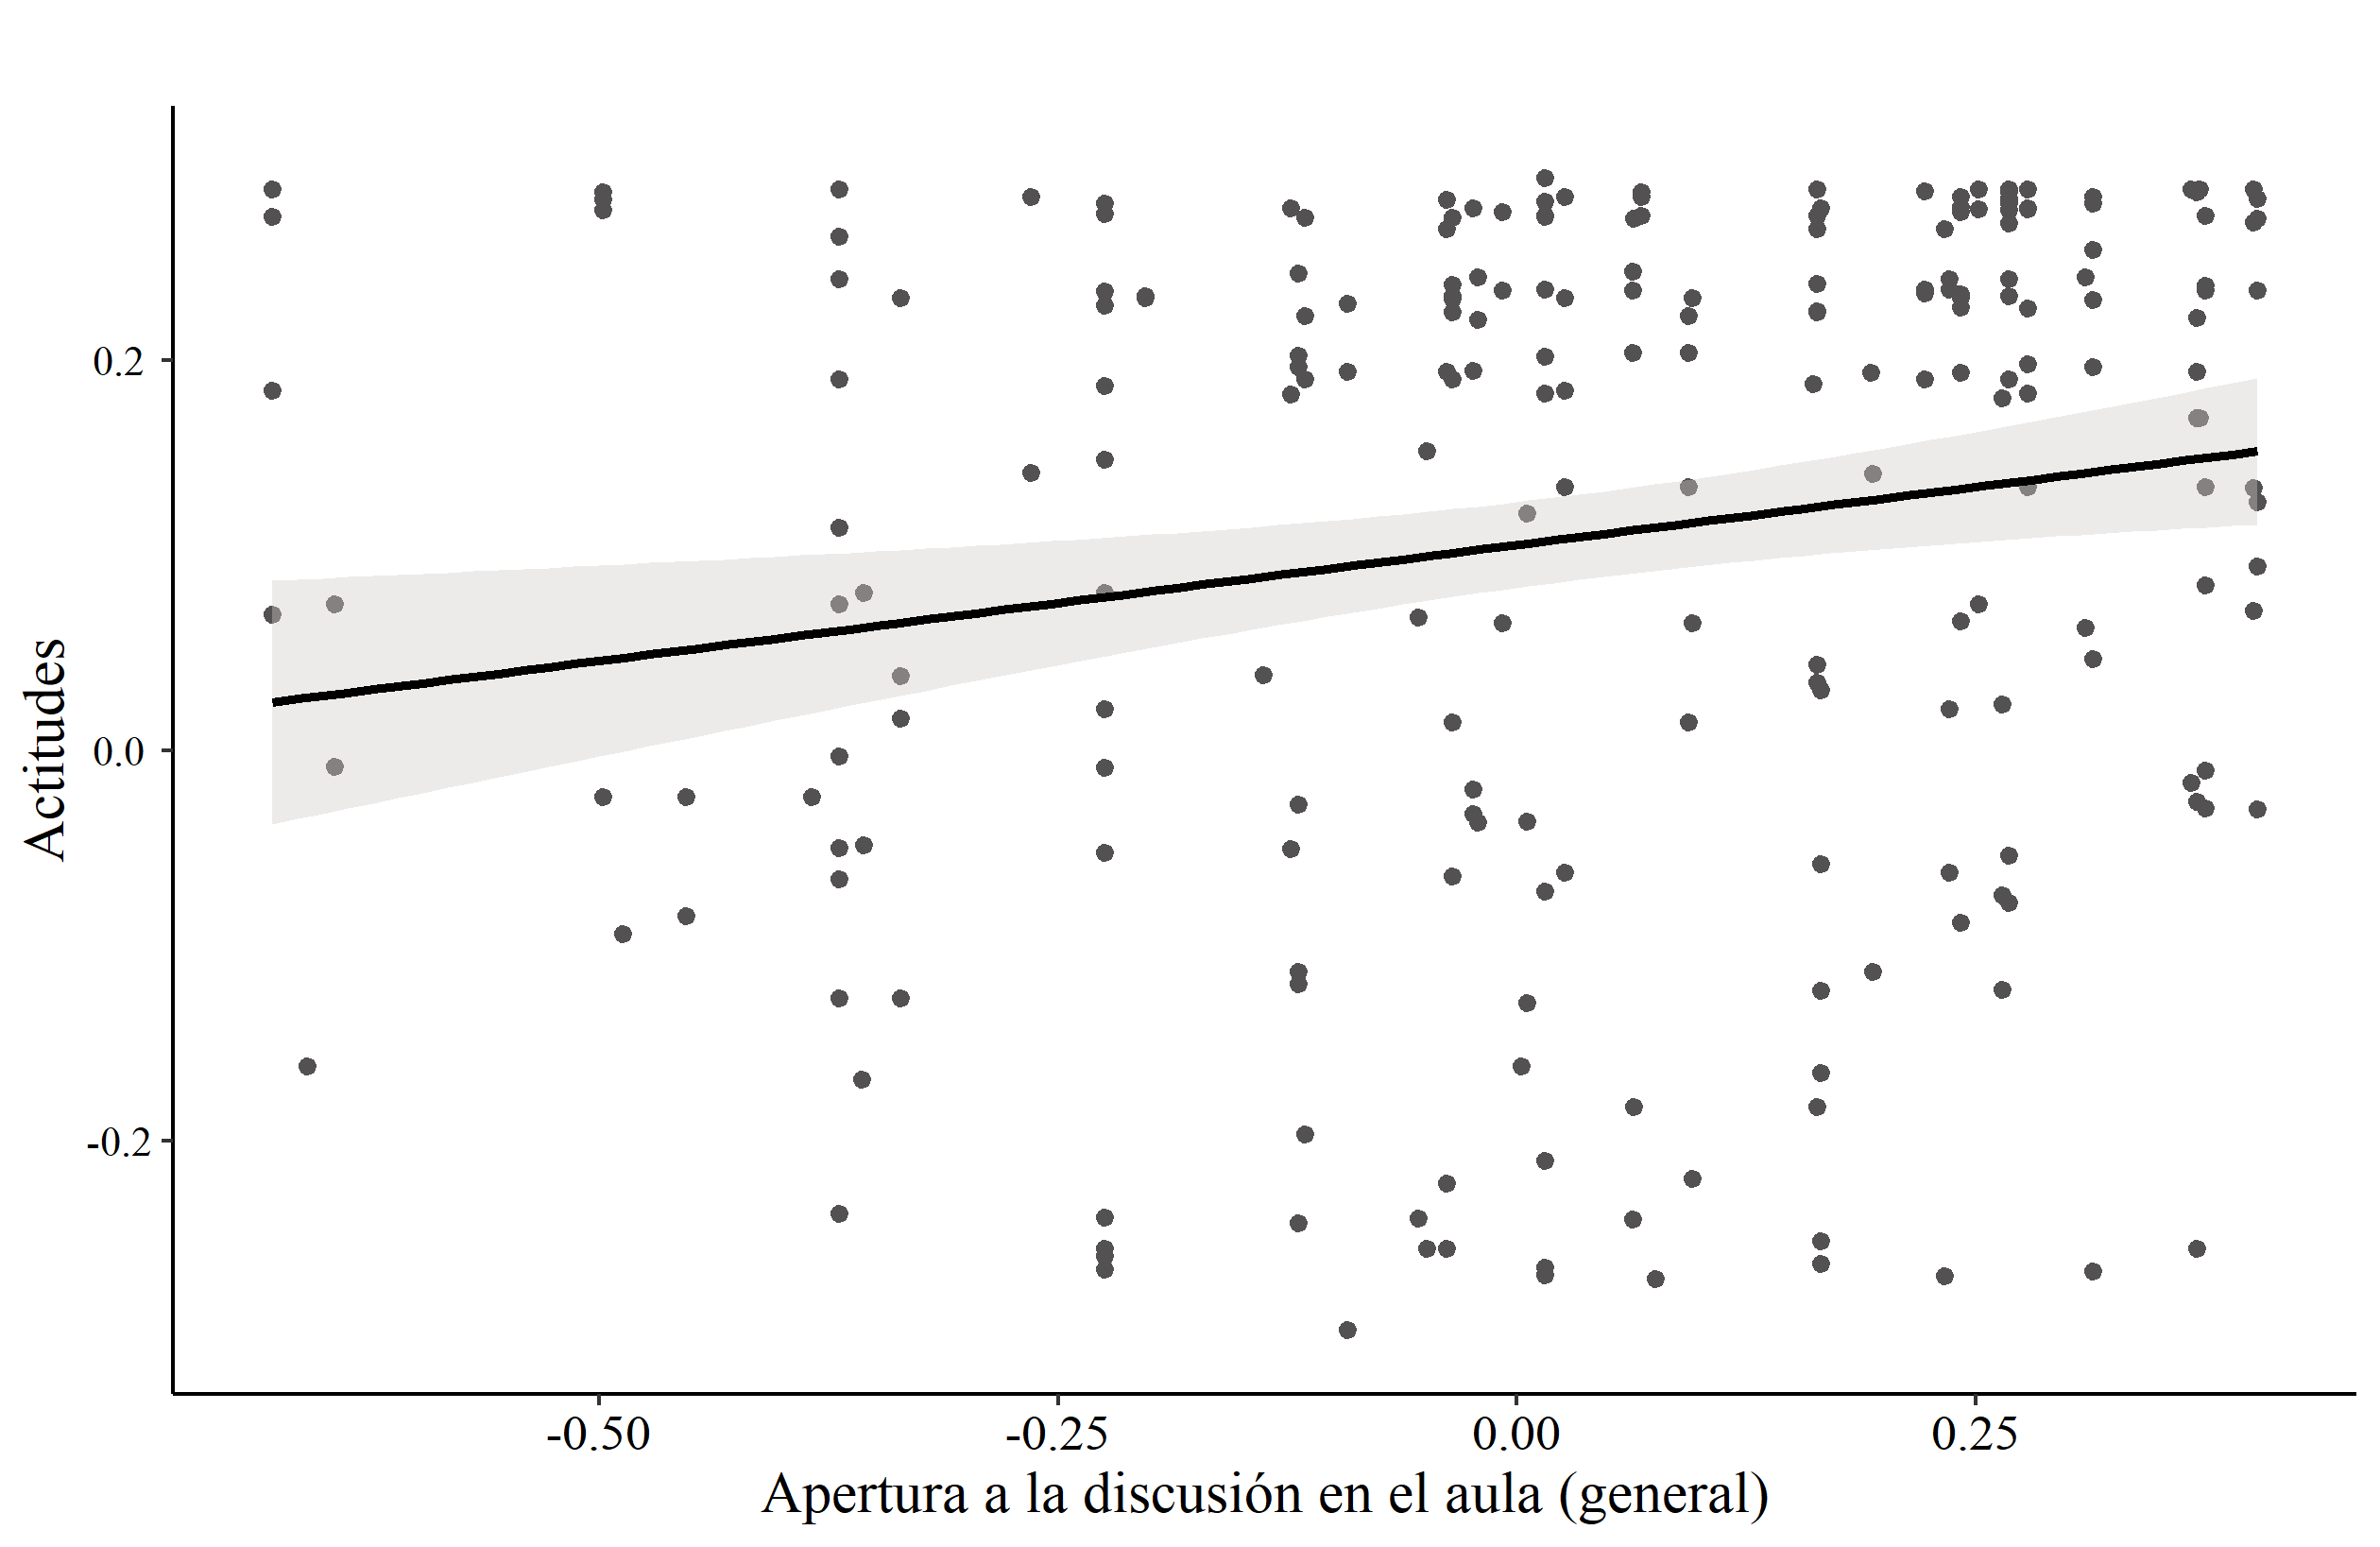 Actitudes
0.2
0.0
-0.2
-0.50 -0.25 0.00 0.25
Apertura a la discusión en el aula (general)